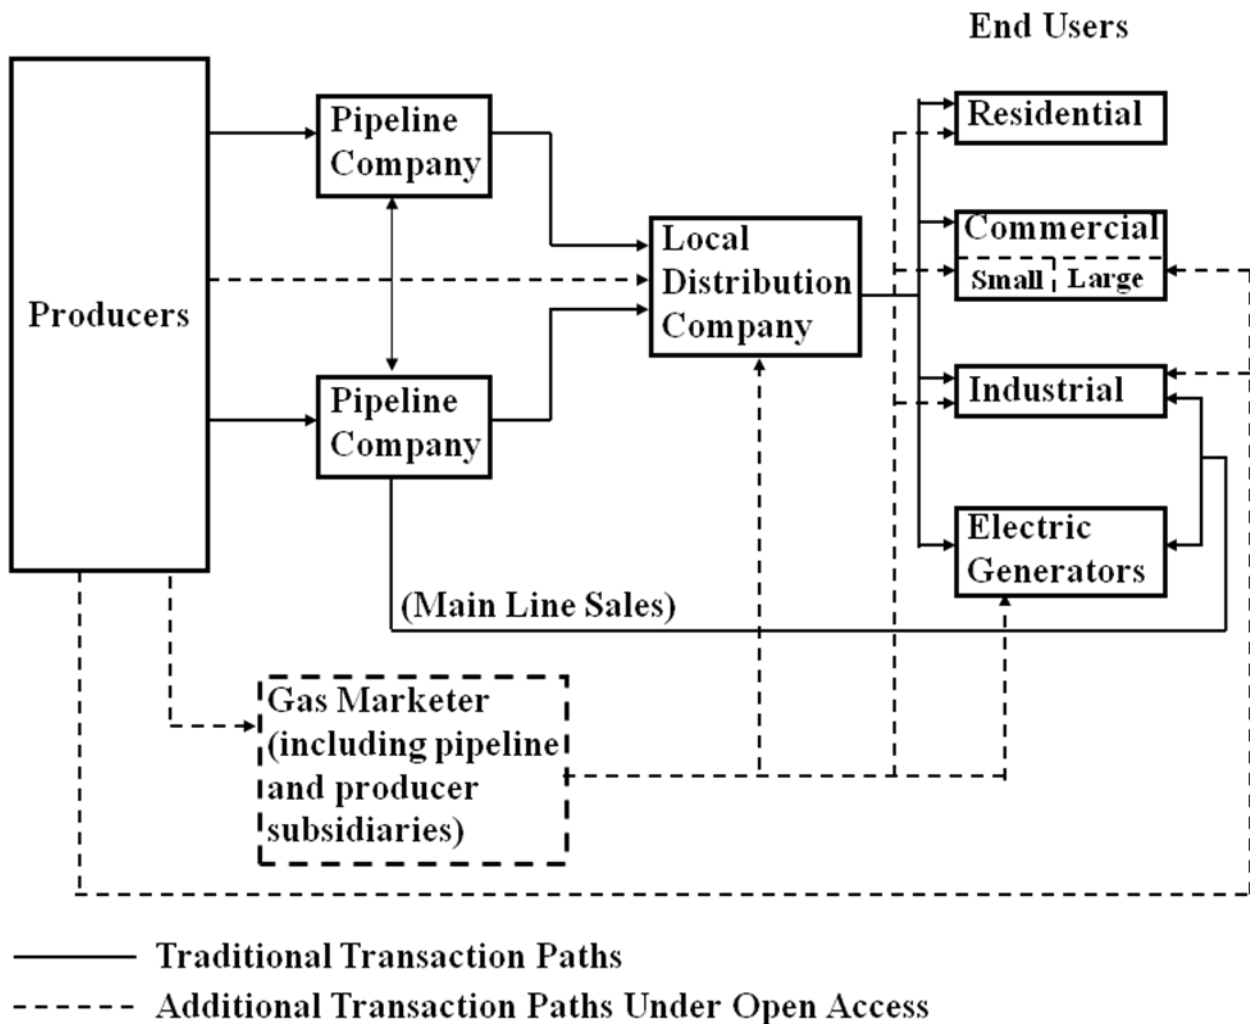 End Users
Producers
Pipeline
Company
Pipeline
Company
Local
Distribution
Company
Residential
Commercial
Small Large
Industrial
Electric
Generators
(Main Line Sales)
Gas Marketer
(including pipeline
and producer
subsidiaries)
Traditional Transaction Paths
Additional Transaction Paths Under Open Access